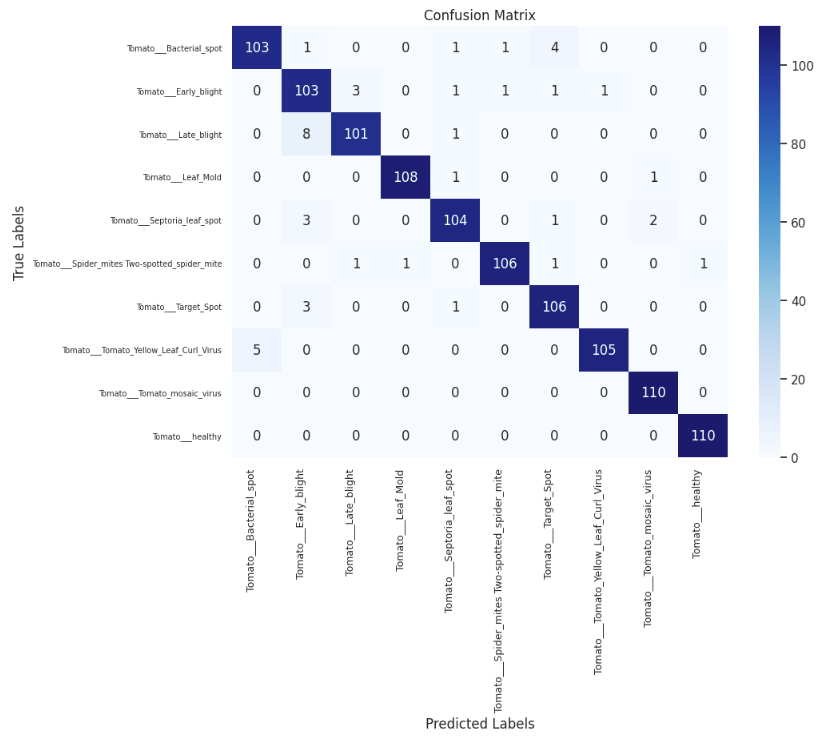 Confusion Matrix
True Labels
Tomato___Bacterial_spot 103 1 0 0 1 1 4 0 0 0
Tomato___Early_blight 0 103 3 0 1 1 1 1 0 0
Tomato___Late_blight 0 8 101 0 1 0 0 0 0 0
Tomato___Leaf_Mold 0 0 0 108 1 0 0 0 1 0
Tomato___Septoria_leaf_spot 0 3 0 0 104 0 1 0 2 0
Tomato___Spider_mites Two-spotted_spider_mite 0 0 1 1 0 106 1 0 0 1
Tomato___Target_Spot 0 3 0 0 1 0 106 0 0 0
Tomato___Tomato_Yellow_Leaf_Curl_Virus 5 0 0 0 0 0 0 105 0 0
Tomato___Tomato_mosaic_virus 0 0 0 0 0 0 0 0 110 0
Tomato___healthy 0 0 0 0 0 0 0 0 0 110
Tomato___Bacterial_spot
Tomato___Early_blight
Tomato___Late_blight
Tomato___Leaf_Mold
Tomato___Septoria_leaf_spot
Tomato___Spider_mites Two-spotted_spider_mite
Tomato___Target_Spot
Tomato___Tomato_Yellow_Leaf_Curl_Virus
Tomato___Tomato_mosaic_virus
Tomato___healthy
Predicted Labels
100
80
60
40
20
0